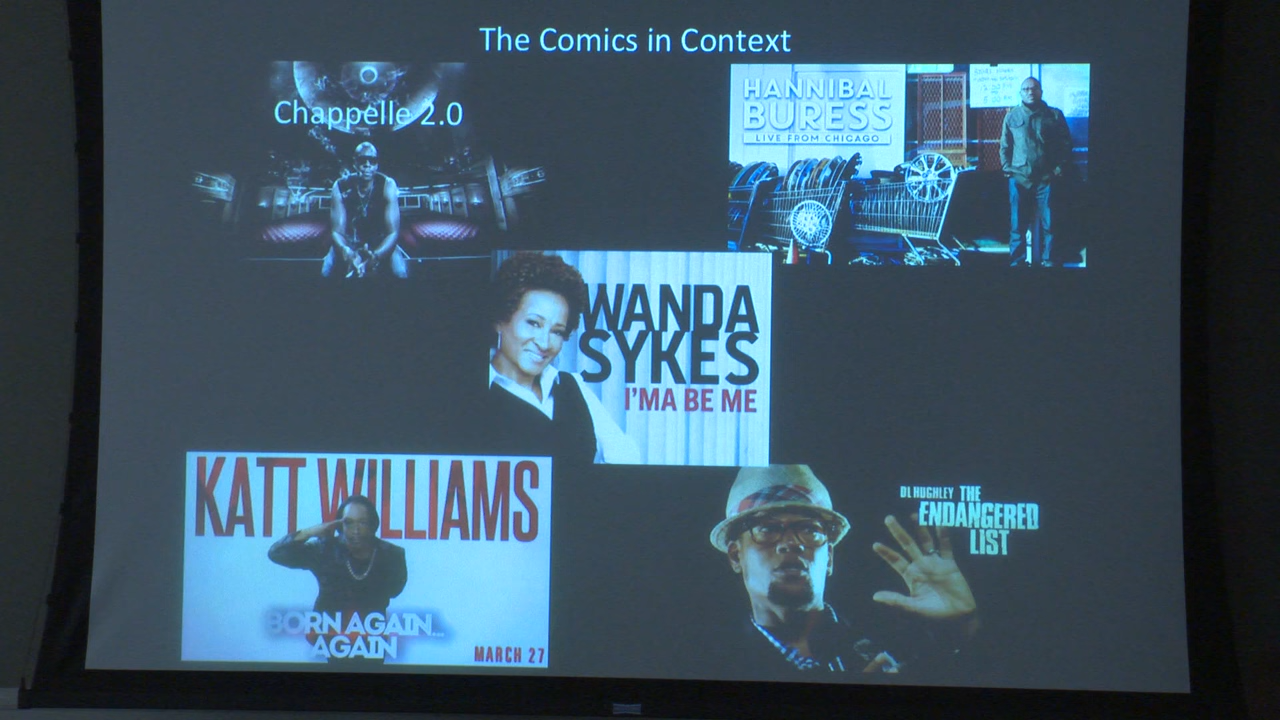 The Comics in Context
Chappelle 2.0
HANNIBAL
BURESS
LIVE FROM CHICAGO
WANDA
SYKES
I'MA BE ME
KATT WILLIAMS
BORN AGAIN...
AGAIN
MARCH 27
DL HUGHLEY THE
ENDANGERED
LIST